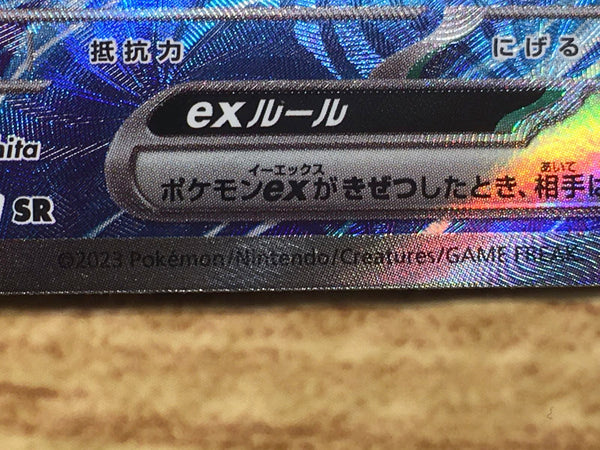 抵抗力 にげる
exルール
イーエックス あいて
ポケモンexがきぜつしたとき、相手は
SR
©2023 Pokémon/Nintendo/Creatures/GAME FREAK